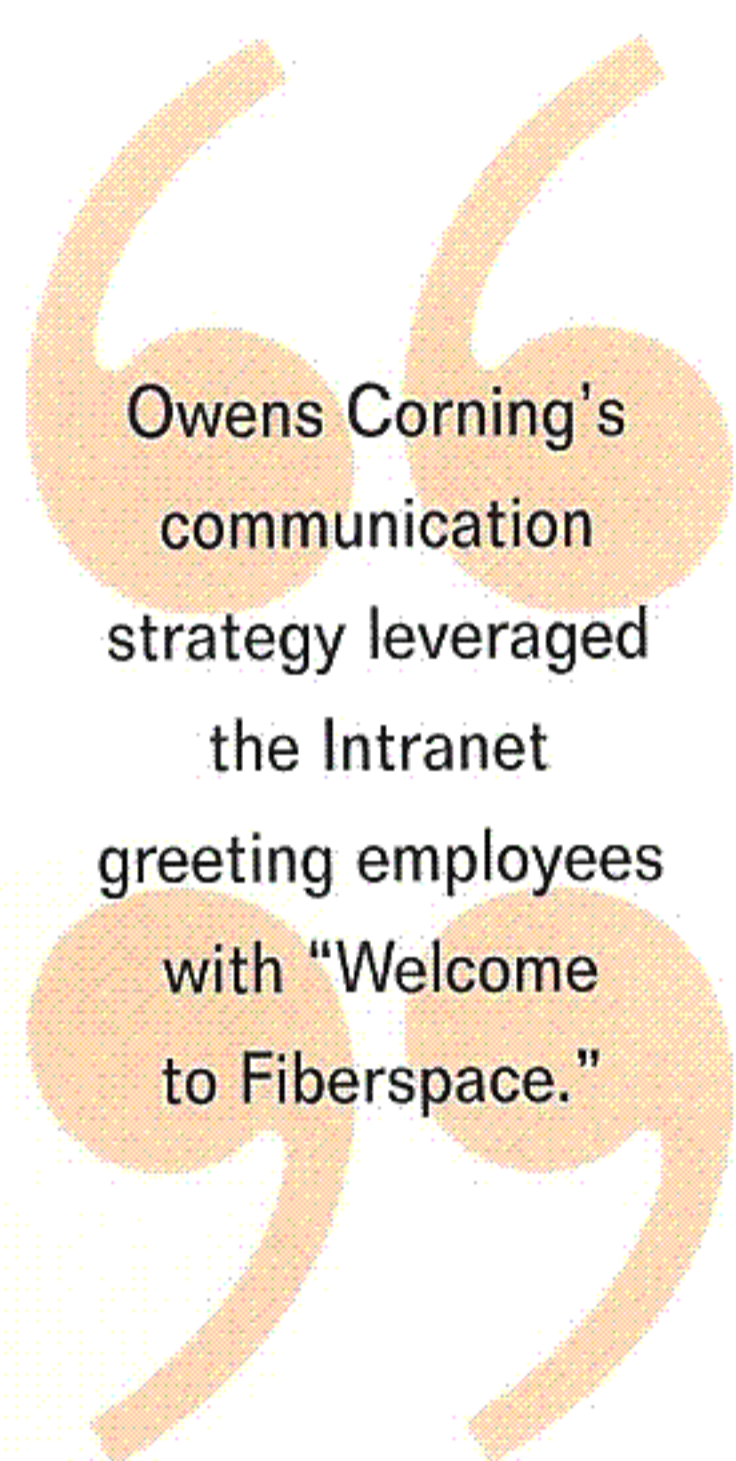 Owens Corning's
communication
strategy leveraged
the Intranet
greeting employees
with “Welcome
to Fiberspace.”